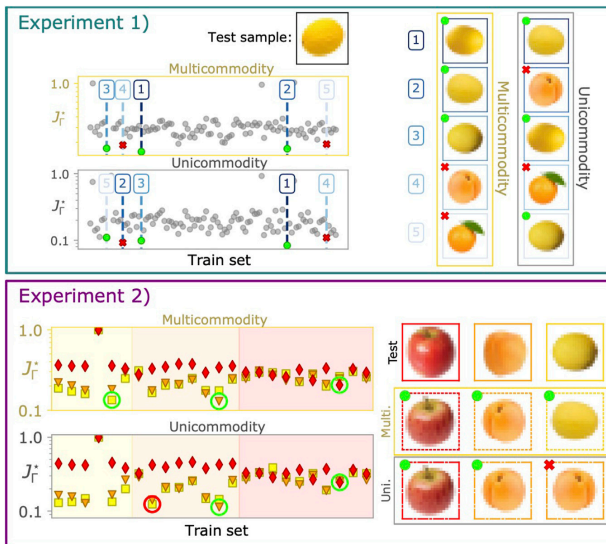 Experiment 1)
Test sample:
Multicommodity
1.0
J*Γ
3 4 1 2 5
Unicommodity
1.0
J*Γ
0.1
5 2 3 1 4
Train set
1
2
3
4
5
Multicommodity
Unicommodity
Experiment 2)
Multicommodity
1.0
J*Γ
0.1
Unicommodity
1.0
J*Γ
0.1
Train set
Test
Multi.
Uni.